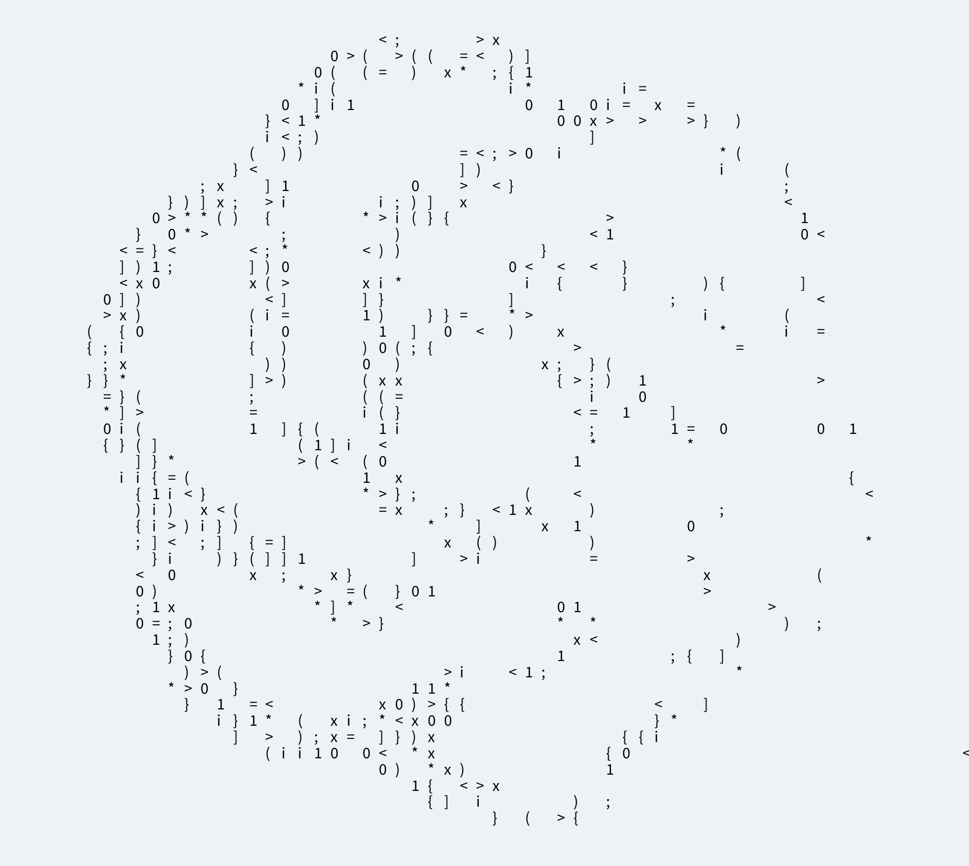 < ; > x
0 > ( > ( ( = < ) ]
0 ( ( = ) x * ; { 1
* i ( i * i =
0 ] i 1 0 1 0 i = x =
} < 1 * 0 0 x > > > } )
i < ; ) ]
( ) ) = < ; > 0 i * (
} < ] ) i (
; x ] 1 0 > < } ;
} ) ] x ; > i i ; ) ] x <
0 > * * ( ) { * > i ( } { > 1
} 0 * > ; ) < 1 0 <
< = } < < ; * < ) ) }
] ) 1 ; ] ) 0 0 < < < }
< x 0 x ( > x i * i { } ) { ]
0 ] ) < ] ] } ] ; <
> x ) ( i = 1 ) } } = * > i (
( { 0 i 0 1 ] 0 < ) x * i =
{ ; i { ) ) 0 ( ; { > =
; x ) ) 0 ) x ; } (
} } * ] > ) ( x x { > ; ) 1 >
= } ( ; ( ( = i 0
* ] > = i ( } < = 1 ]
0 i ( 1 ] { ( 1 i ; 1 = 0 0 1
{ } ( ] ( 1 ] i < * *
] } * > ( < ( 0 1
i i { = ( 1 x {
{ 1 i < } * > } ; ( < <
) i ) x < ( = x ; } < 1 x ) ;
{ i > ) i } ) * ] x 1 0
; ] < ; ] { = ] x ( ) ) *
} i ) } ( ] ] 1 ] > i = >
< 0 x ; x } x (
0 ) * > = ( } 0 1 >
; 1 x * ] * < 0 1 >
0 = ; 0 * > } * * ) ;
1 ; ) x < )
} 0 { 1 ; { ]
) > ( > i < 1 ; *
* > 0 } 1 1 *
} 1 = < x 0 ) > { { < ]
i } 1 * ( x i ; * < x 0 0 } *
] > ) ; x = ] } ) x { { i
( i i 1 0 0 < * x { 0 <
0 ) * x ) 1
1 { < > x
{ ] i ) ;
} ( > {